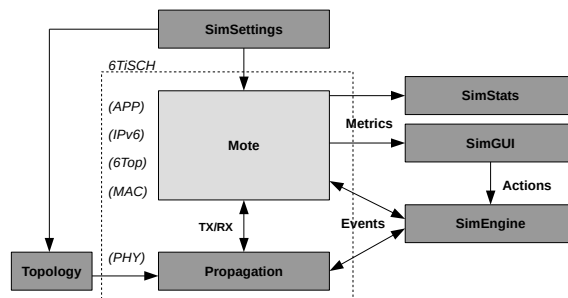 SimSettings
6TiSCH
(APP)
SimStats
Metrics
(IPv6)
Mote
SimGUI
(6Top)
(MAC)
Actions
TX/RX
Events
SimEngine
(PHY)
Topology
Propagation